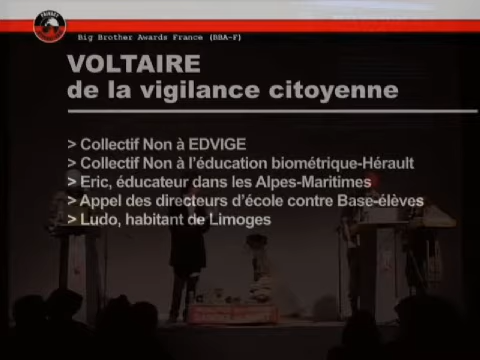 Big Brother Awards France (BBA-F)
VOLTAIRE
de la vigilance citoyenne
> Collectif Non à EDVIGE
> Collectif Non à l'éducation biométrique-Hérault
> Eric, éducateur dans les Alpes-Maritimes
> Appel des directeurs d'école contre Base-élèves
> Ludo, habitant de Limoges